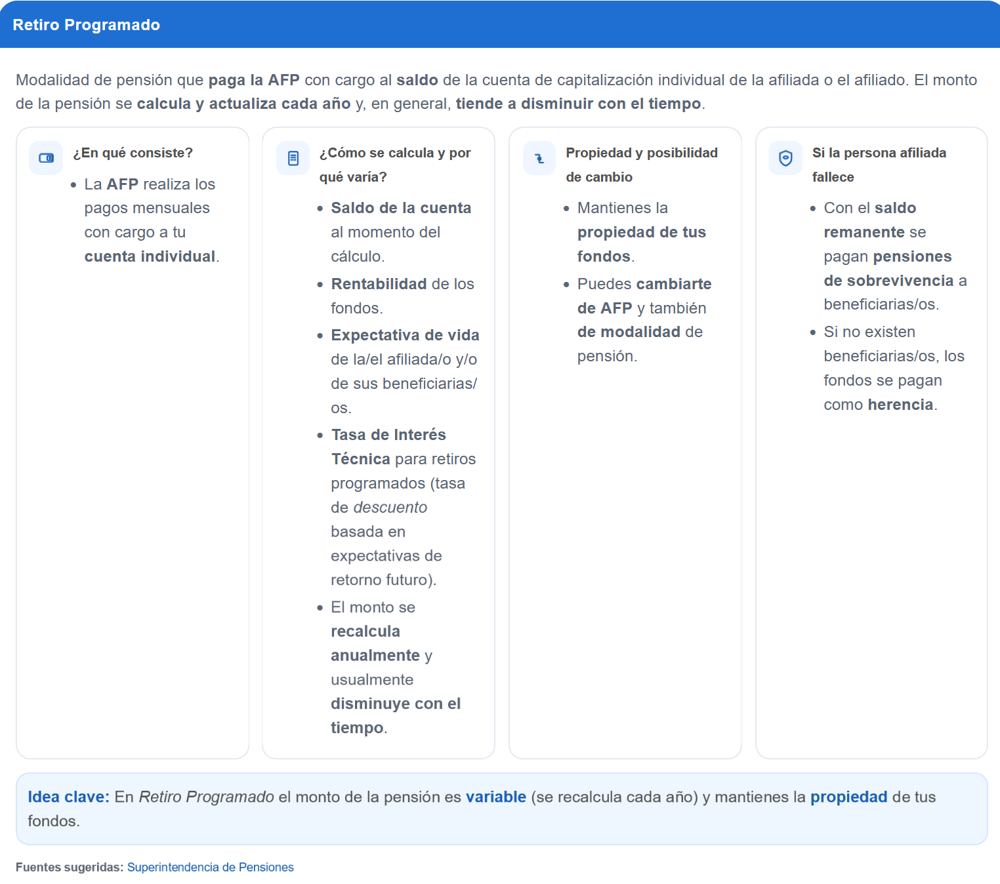 Retiro Programado
Modalidad de pensión que paga la AFP con cargo al saldo de la cuenta de capitalización individual de la afiliada o el afiliado. El monto
de la pensión se calcula y actualiza cada año y, en general, tiende a disminuir con el tiempo.
¿En qué consiste?
• La AFP realiza los
pagos mensuales
con cargo a tu
cuenta individual.
¿Cómo se calcula y por
qué varía?
• Saldo de la cuenta
al momento del
cálculo.
• Rentabilidad de los
fondos.
• Expectativa de vida
de la/el afiliada/o y/o
de sus beneficiarias/
os.
• Tasa de Interés
Técnica para retiros
programados (tasa
de descuento
basada en
expectativas de
retorno futuro).
• El monto se
recalcula
anualmente y
usualmente
disminuye con el
tiempo.
Propiedad y posibilidad
de cambio
• Mantienes la
propiedad de tus
fondos.
• Puedes cambiarte
de AFP y también
de modalidad de
pensión.
Si la persona afiliada
fallece
• Con el saldo
remanente se
pagan pensiones
de sobrevivencia a
beneficiarias/os.
• Si no existen
beneficiarias/os, los
fondos se pagan
como herencia.
Idea clave: En Retiro Programado el monto de la pensión es variable (se recalcula cada año) y mantienes la propiedad de tus
fondos.
Fuentes sugeridas: Superintendencia de Pensiones